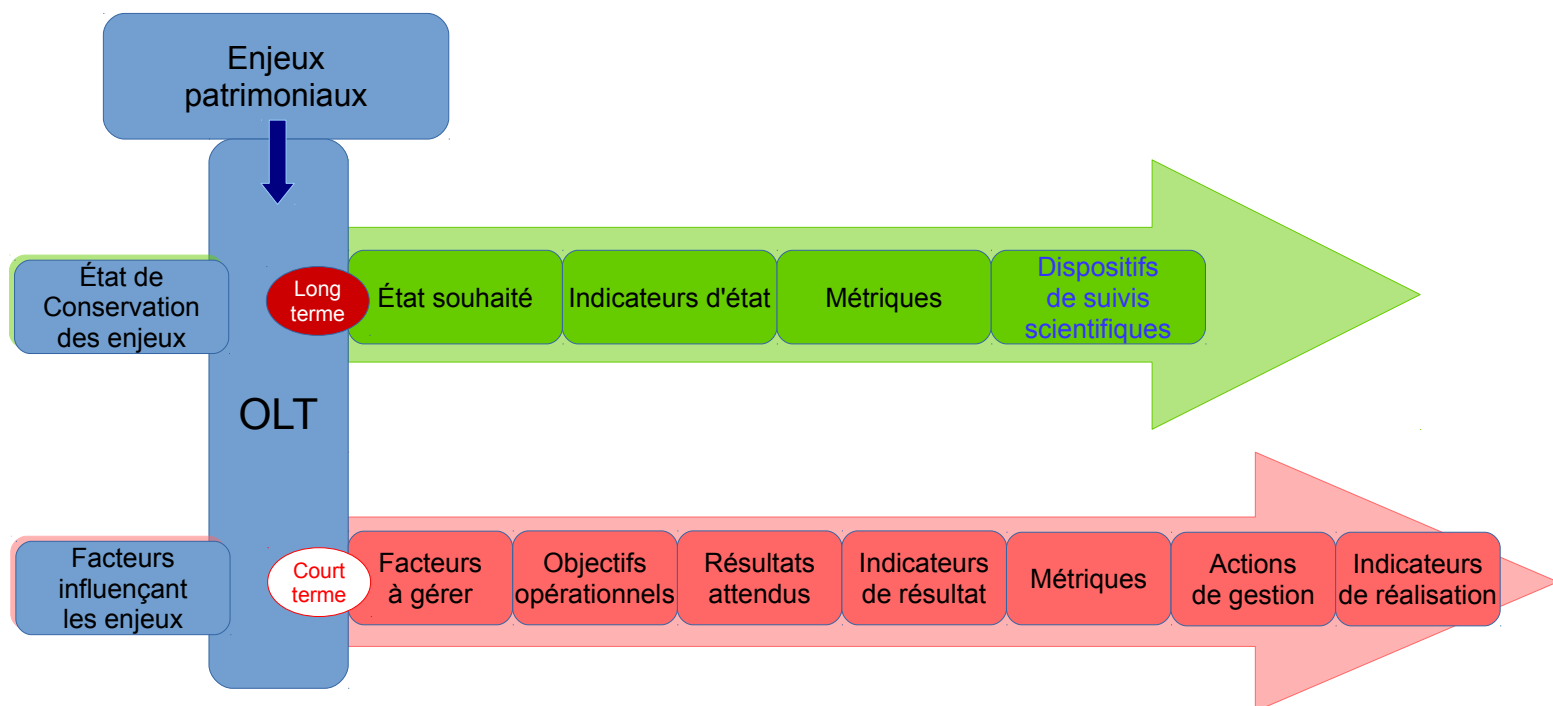 Enjeux
patrimoniaux
État de
Conservation
des enjeux
Long
terme
État souhaité
Indicateurs d'état
Métriques
Dispositifs
de suivis
scientifiques
OLT
Facteurs
influençant
les enjeux
Court
terme
Facteurs
à gérer
Objectifs
opérationnels
Résultats
attendus
Indicateurs
de résultat
Métriques
Actions
de gestion
Indicateurs
de réalisation